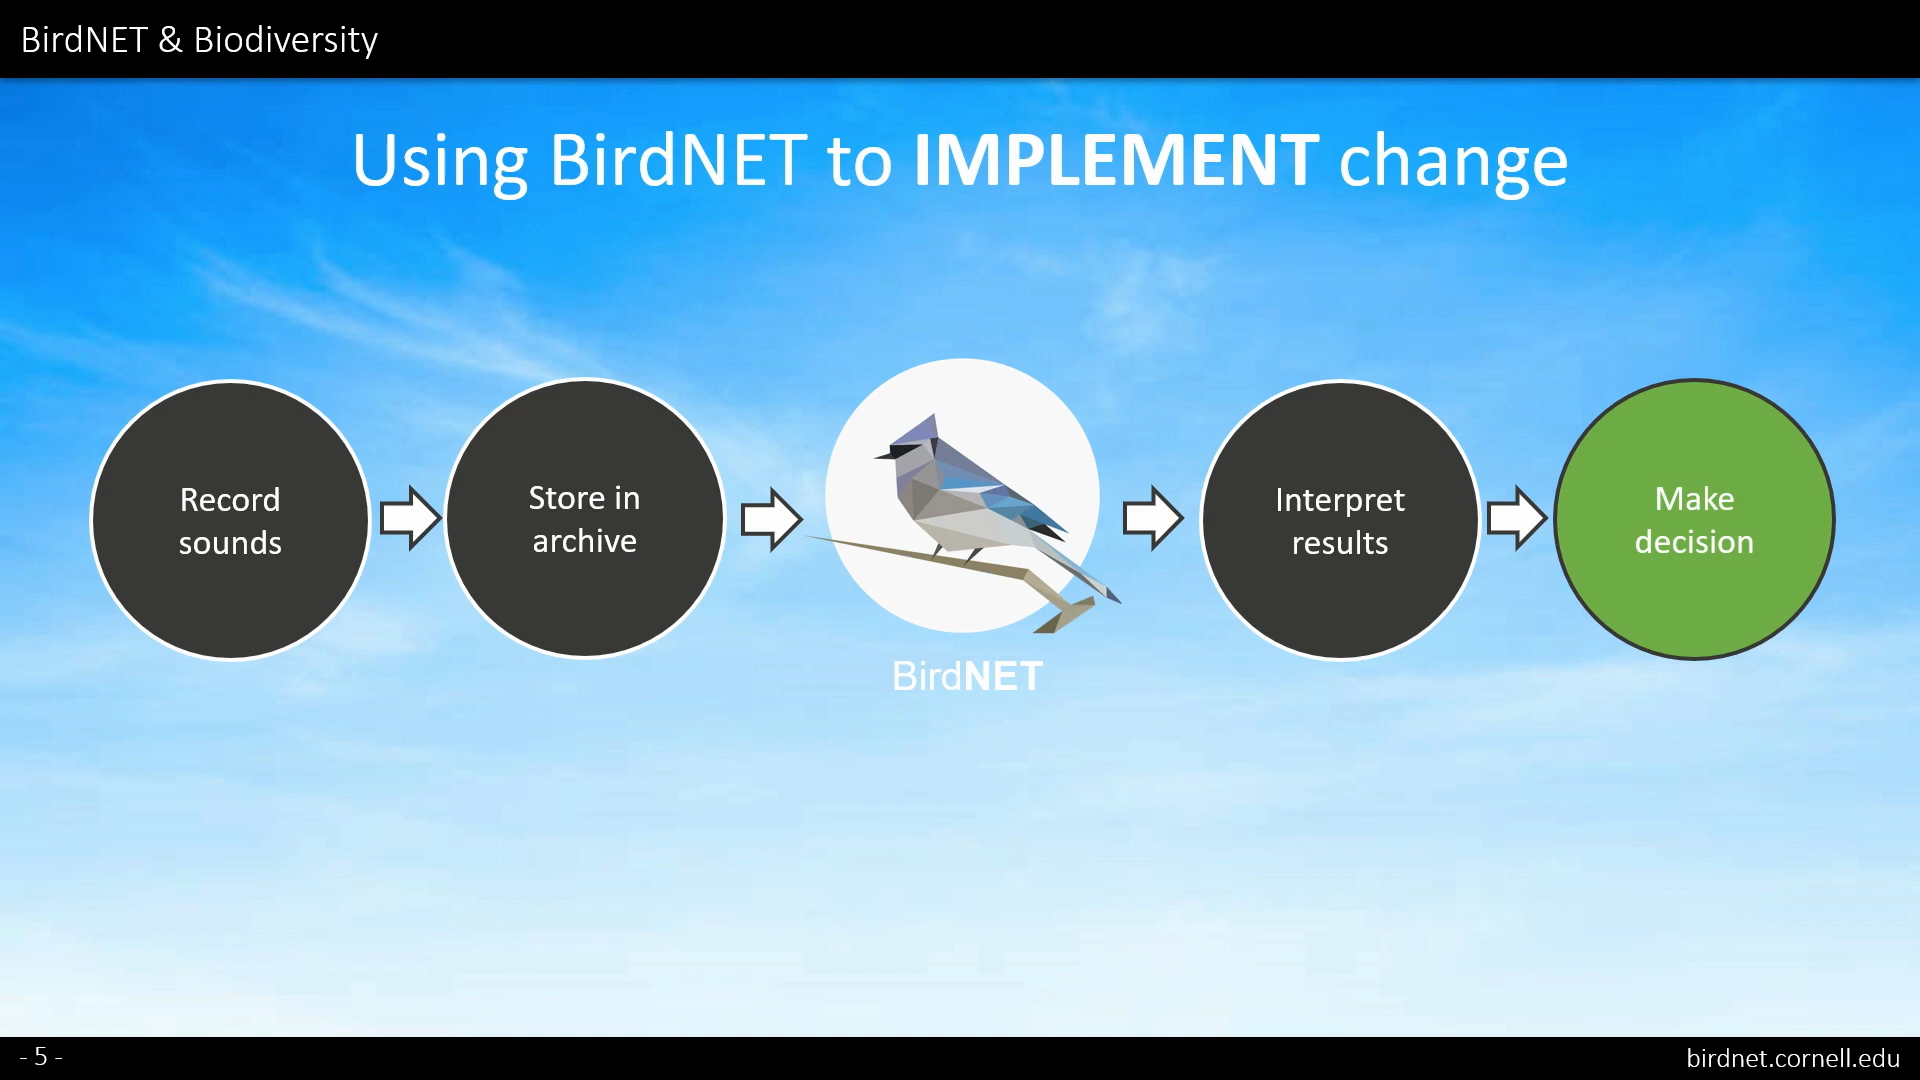 BirdNET & Biodiversity
Using BirdNET to IMPLEMENT change
Record
sounds
Store in
archive
BirdNET
Interpret
results
Make
decision
- 5 -
birdnet.cornell.edu